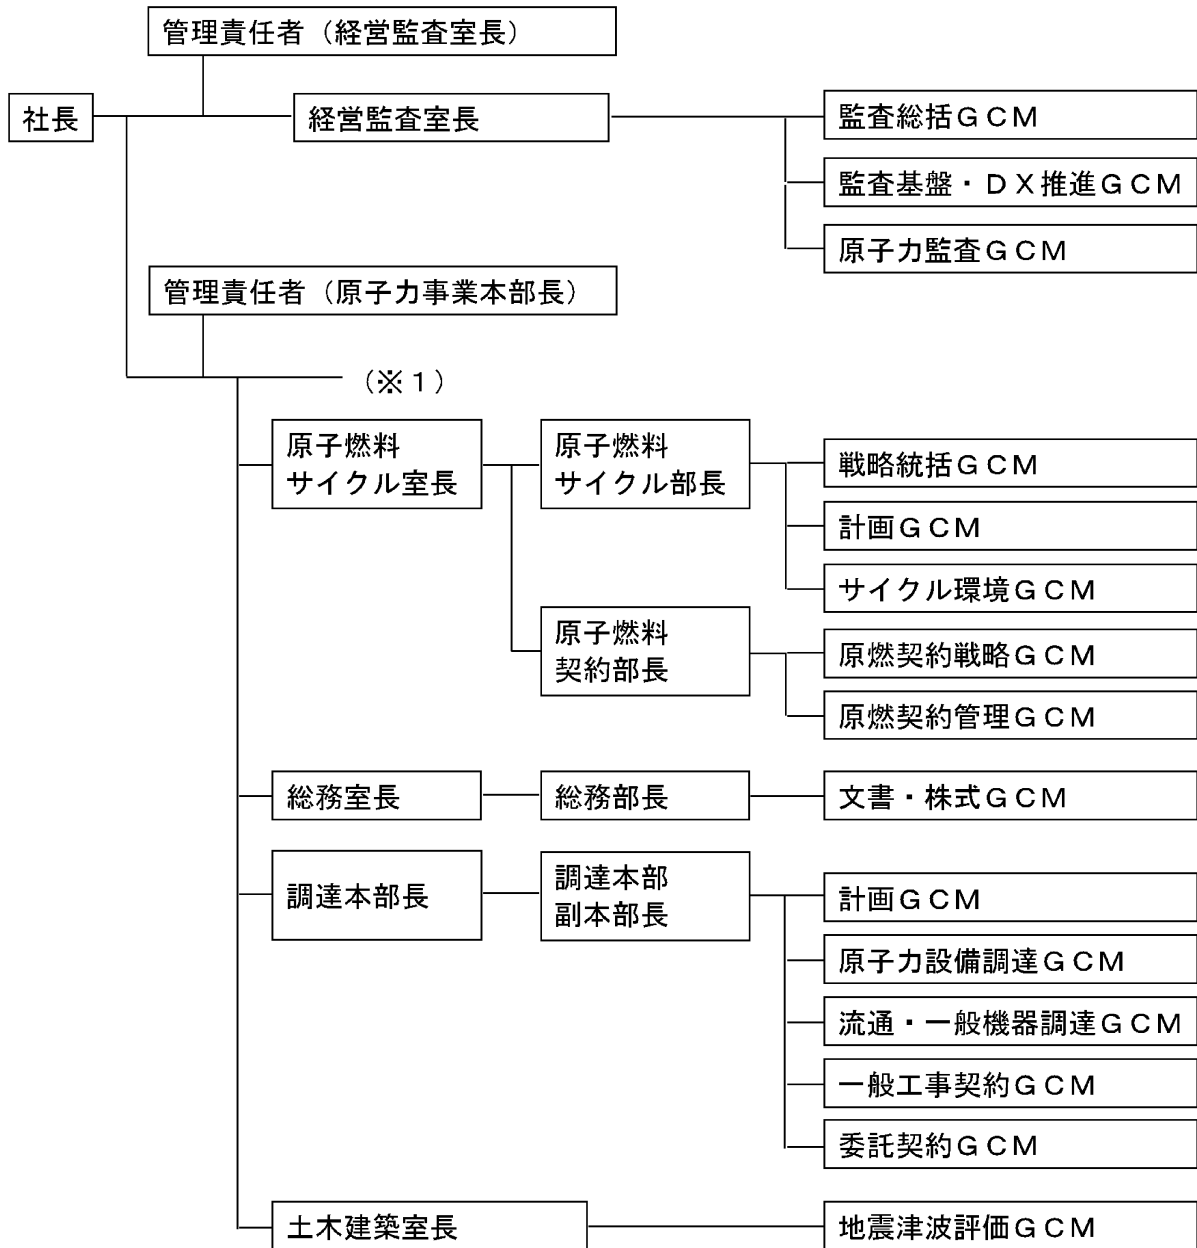 管理責任者（経営監査室長）
社長
経営監査室長
監査総括ＧＣＭ
監査基盤・ＤＸ推進ＧＣＭ
原子力監査ＧＣＭ
管理責任者（原子力事業本部長）
（※１）
原子燃料
サイクル室長
原子燃料
サイクル部長
戦略統括ＧＣＭ
計画ＧＣＭ
サイクル環境ＧＣＭ
原子燃料
契約部長
原燃契約戦略ＧＣＭ
原燃契約管理ＧＣＭ
総務室長
総務部長
文書・株式ＧＣＭ
調達本部長
調達本部
副本部長
計画ＧＣＭ
原子力設備調達ＧＣＭ
流通・一般機器調達ＧＣＭ
一般工事契約ＧＣＭ
委託契約ＧＣＭ
土木建築室長
地震津波評価ＧＣＭ